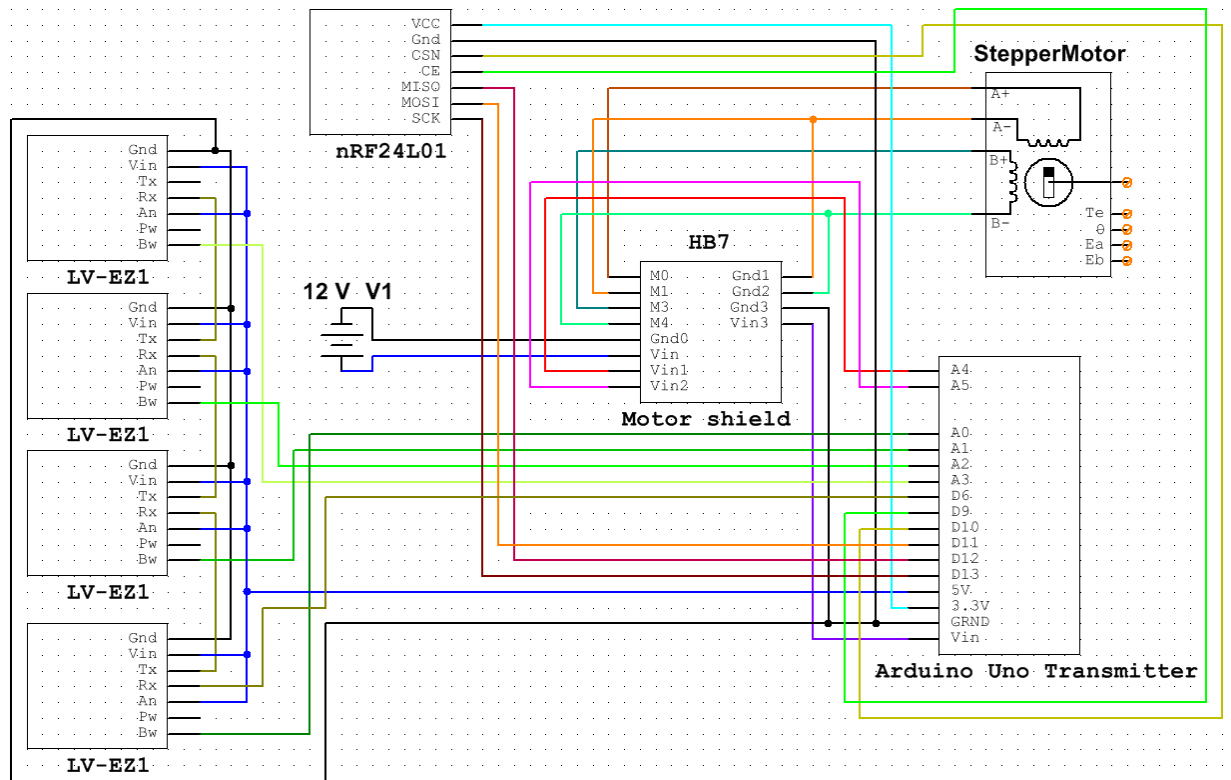 VCC
Gnd
CSN
CE
MISO
MOSI
SCK
nRF24L01
StepperMotor
A+
A-
B+
B-
Te
θ
Ea
Eb
Gnd
Vin
Tx
Rx
An
Pw
Bw
LV-EZ1
Gnd
Vin
Tx
Rx
An
Pw
Bw
LV-EZ1
Gnd
Vin
Tx
Rx
An
Pw
Bw
LV-EZ1
Gnd
Vin
Tx
Rx
An
Pw
Bw
LV-EZ1
12 V V1
HB7
M0 Gnd1
M1 Gnd2
M3 Gnd3
M4 Vin3
Gnd0
Vin
Vin1
Vin2
Motor shield
A4
A5
A0
A1
A2
A3
D6
D9
D10
D11
D12
D13
5V
3.3V
GRND
Vin
Arduino Uno Transmitter